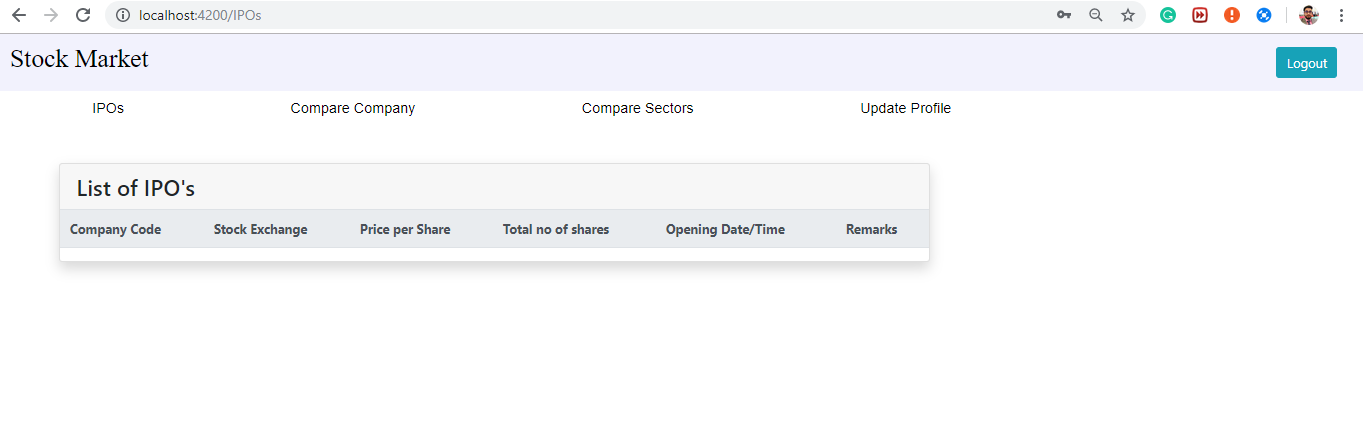 localhost:4200/IPOs
Stock Market
Logout
IPOs Compare Company Compare Sectors Update Profile
List of IPO's
Company Code Stock Exchange Price per Share Total no of shares Opening Date/Time Remarks